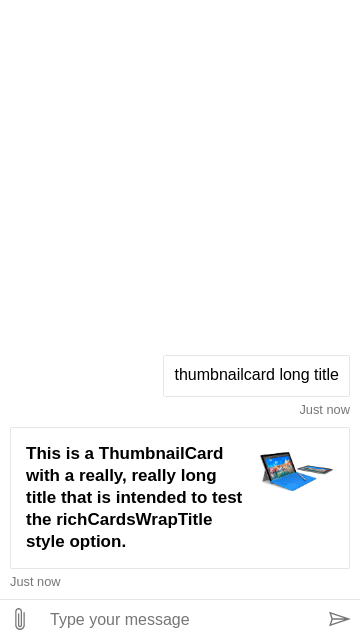 thumbnailcard long title
Just now
This is a ThumbnailCard
with a really, really long
title that is intended to test
the richCardsWrapTitle
style option.
Just now
Type your message